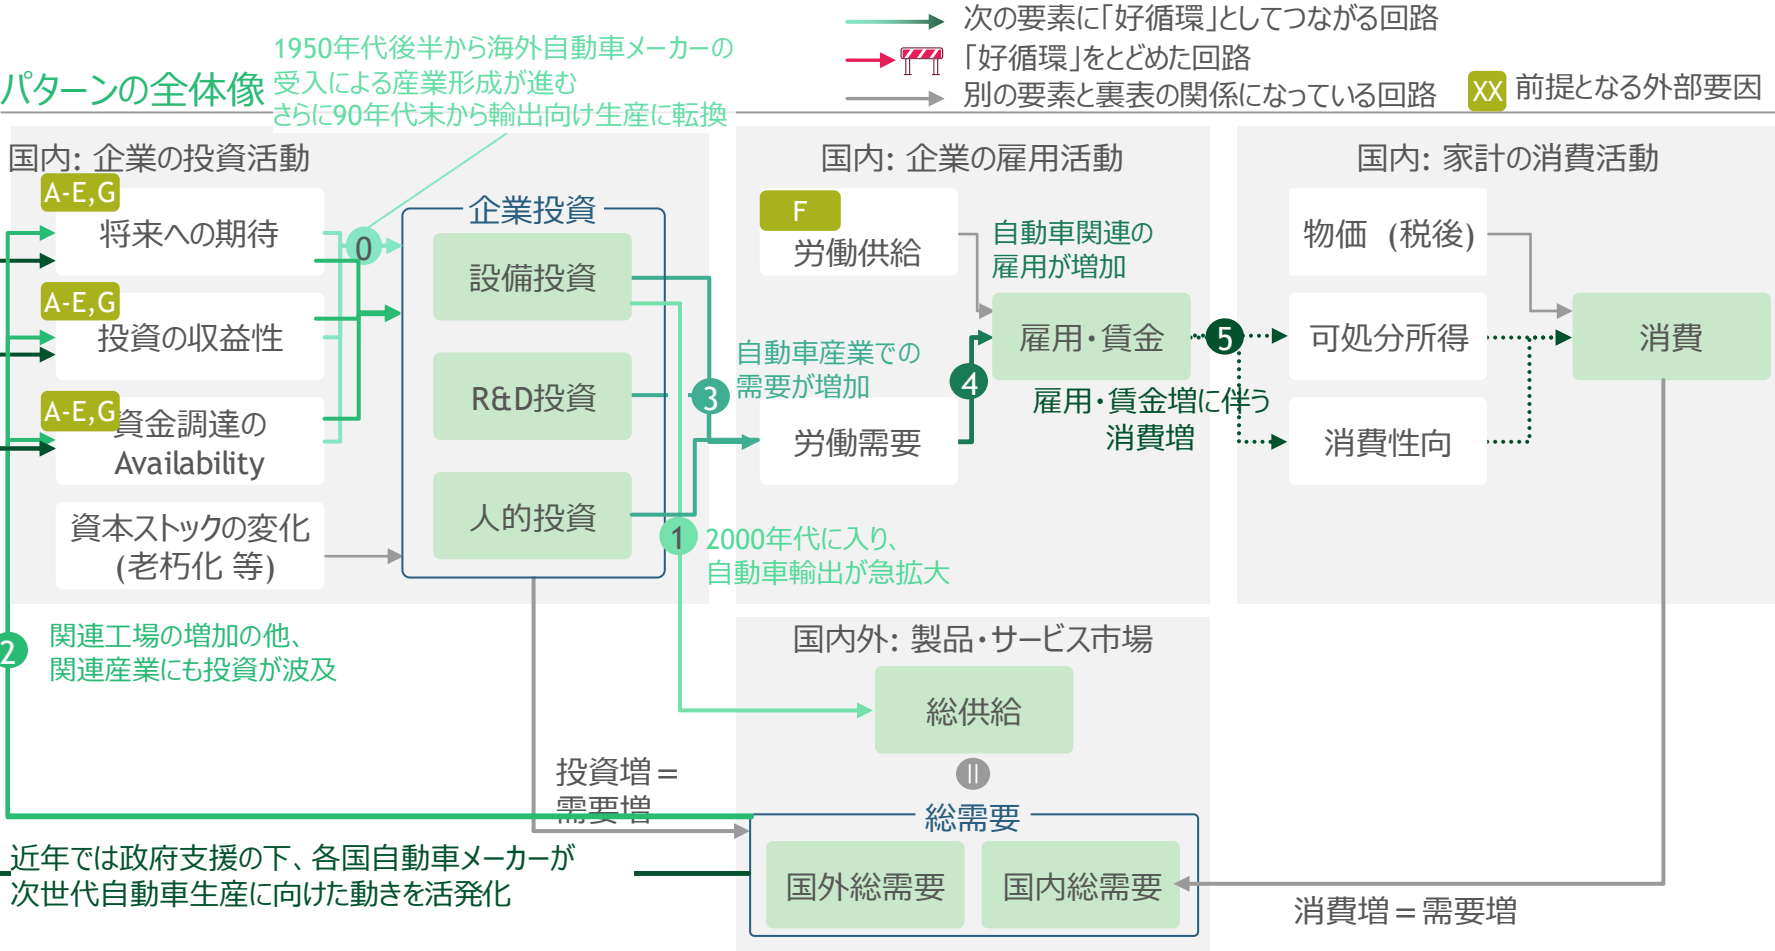 次の要素に「好循環」としてつながる回路
「好循環」をとどめた回路
別の要素と裏表の関係になっている回路
XX 前提となる外部要因
パターンの全体像
1950年代後半から海外自動車メーカーの
受入による産業形成が進む
さらに90年代末から輸出向け生産に転換
国内: 企業の投資活動
A-E,G
将来への期待
A-E,G
投資の収益性
A-E,G
資金調達の
Availability
資本ストックの変化
(老朽化 等)
0
企業投資
設備投資
R&D投資
人的投資
1
2000年代に入り、
自動車輸出が急拡大
2
関連工場の増加の他、
関連産業にも投資が波及
3
自動車産業での
需要が増加
国内: 企業の雇用活動
F
労働供給
労働需要
4
自動車関連の
雇用が増加
雇用・賃金
5
雇用・賃金増に伴う
消費増
国内: 家計の消費活動
物価 (税後)
可処分所得
消費性向
消費
国内外: 製品・サービス市場
総供給
=
総需要
国外総需要
国内総需要
投資増=
需要増
消費増=需要増
近年では政府支援の下、各国自動車メーカーが
次世代自動車生産に向けた動きを活発化